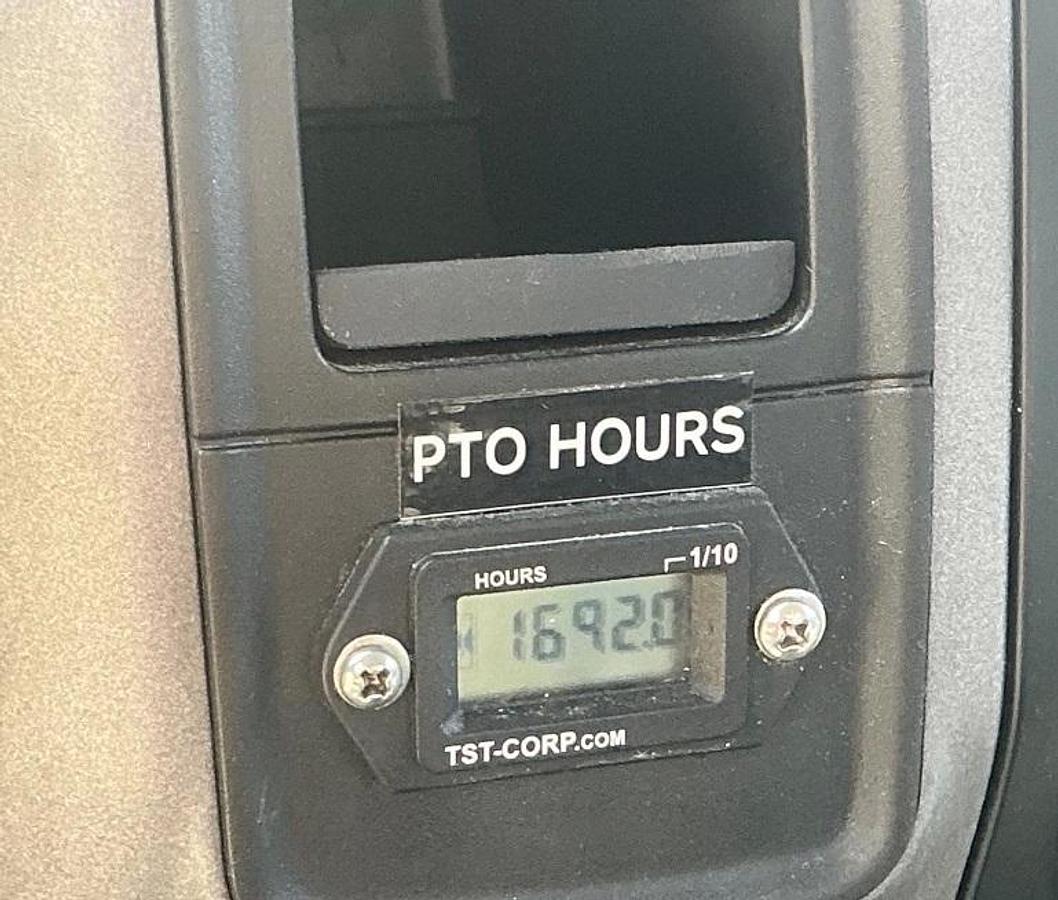 PTO HOURS
HOURS 1/10
1692.0
TST-CORP.COM